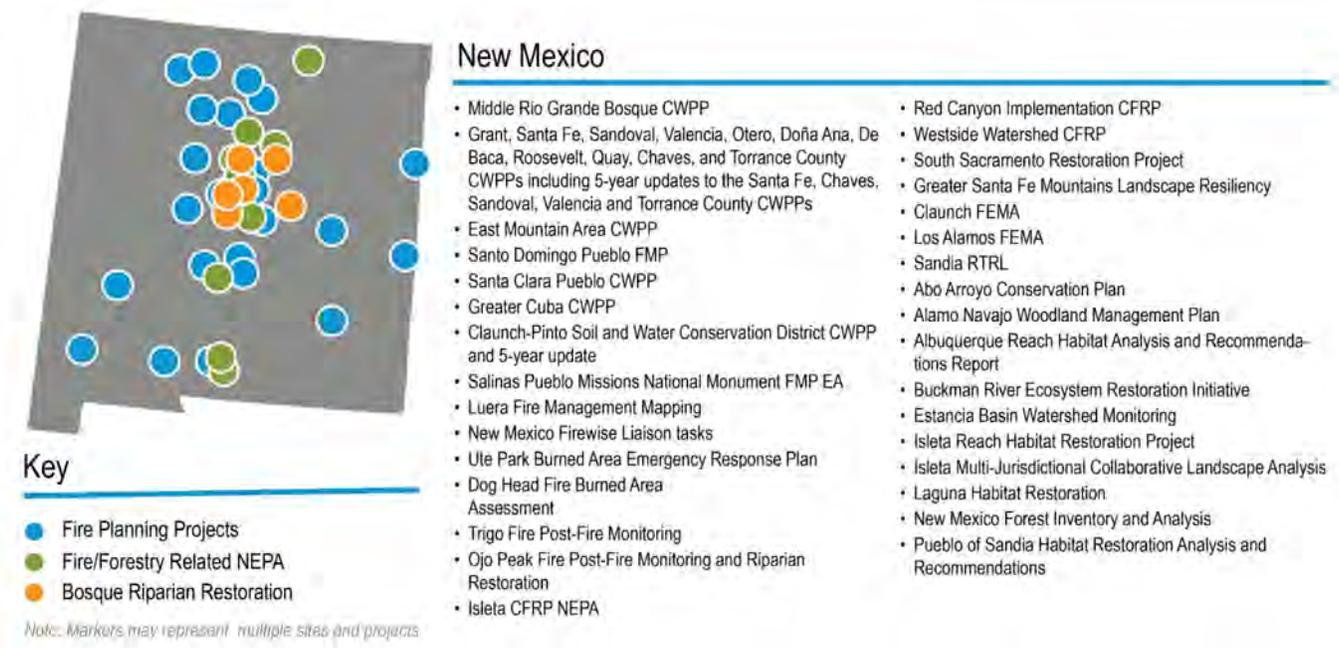 New Mexico
• Middle Rio Grande Bosque CWPP
• Grant, Santa Fe, Sandoval, Valencia, Otero, Doña Ana, De
Baca, Roosevelt, Quay, Chaves, and Torrance County
CWPPs including 5-year updates to the Santa Fe, Chaves,
Sandoval, Valencia and Torrance County CWPPs
• East Mountain Area CWPP
• Santo Domingo Pueblo FMP
• Santa Clara Pueblo CWPP
• Greater Cuba CWPP
• Claunch-Pinto Soil and Water Conservation District CWPP
and 5-year update
• Salinas Pueblo Missions National Monument FMP EA
• Luera Fire Management Mapping
• New Mexico Firewise Liaison tasks
• Ute Park Burned Area Emergency Response Plan
• Dog Head Fire Burned Area
Assessment
• Trigo Fire Post-Fire Monitoring
• Ojo Peak Fire Post-Fire Monitoring and Riparian
Restoration
• Isleta CFRP NEPA
• Red Canyon Implementation CFRP
• Westside Watershed CFRP
• South Sacramento Restoration Project
• Greater Santa Fe Mountains Landscape Resiliency
• Claunch FEMA
• Los Alamos FEMA
• Sandia RTRL
• Abo Arroyo Conservation Plan
• Alamo Navajo Woodland Management Plan
• Albuquerque Reach Habitat Analysis and Recommenda-
tions Report
• Buckman River Ecosystem Restoration Initiative
• Estancia Basin Watershed Monitoring
• Isleta Reach Habitat Restoration Project
• Isleta Multi-Jurisdictional Collaborative Landscape Analysis
• Laguna Habitat Restoration
• New Mexico Forest Inventory and Analysis
• Pueblo of Sandia Habitat Restoration Analysis and
Recommendations
Key
Fire Planning Projects
Fire/Forestry Related NEPA
Bosque Riparian Restoration
Note: Markers may represent multiple sites and projects